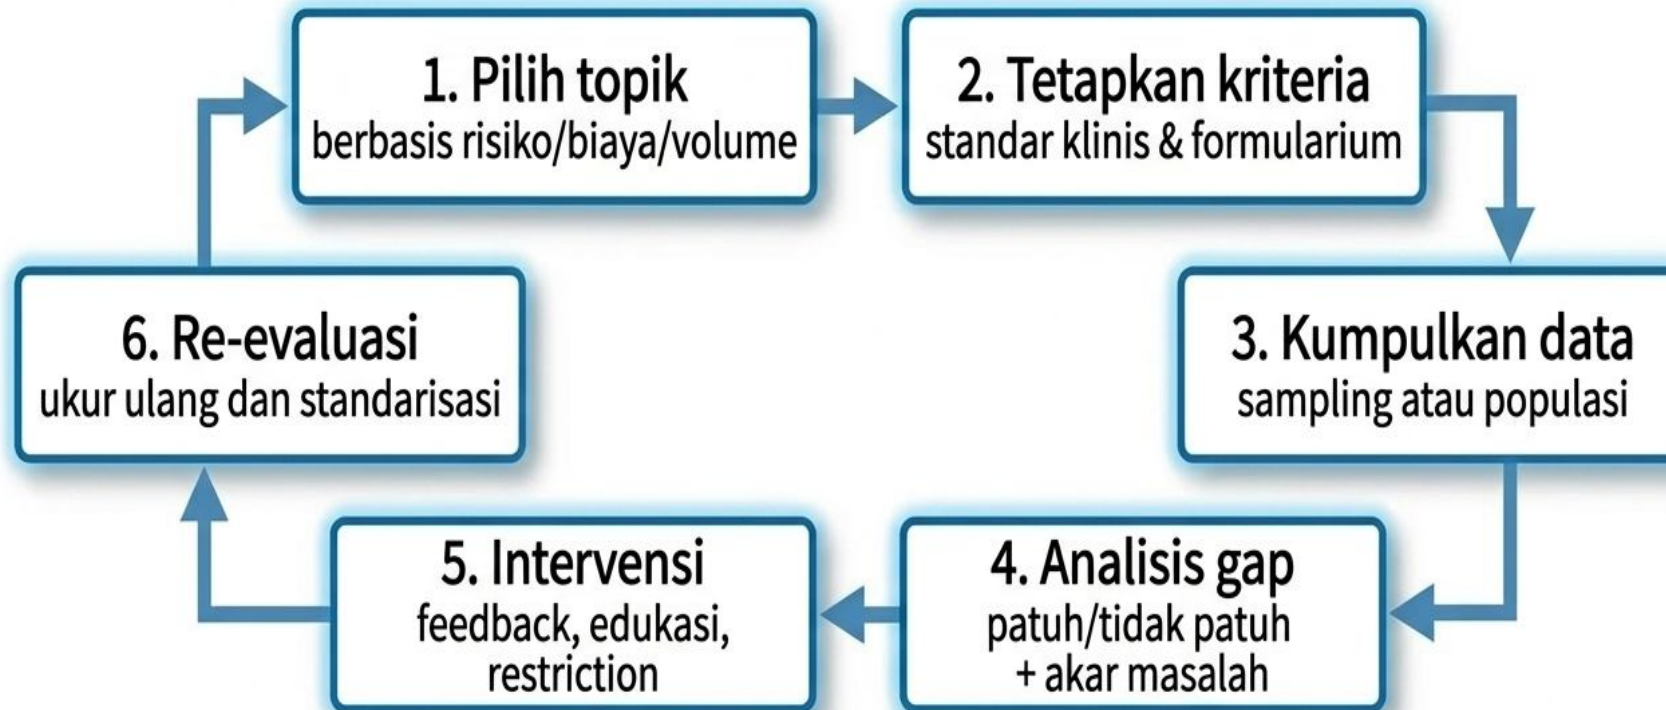 1. Pilih topik
berbasis risiko/biaya/volume
2. Tetapkan kriteria
standar klinis & formularium
3. Kumpulkan data
sampling atau populasi
4. Analisis gap
patuh/tidak patuh
+ akar masalah
5. Intervensi
feedback, edukasi,
restriction
6. Re-evaluasi
ukur ulang dan standarisasi